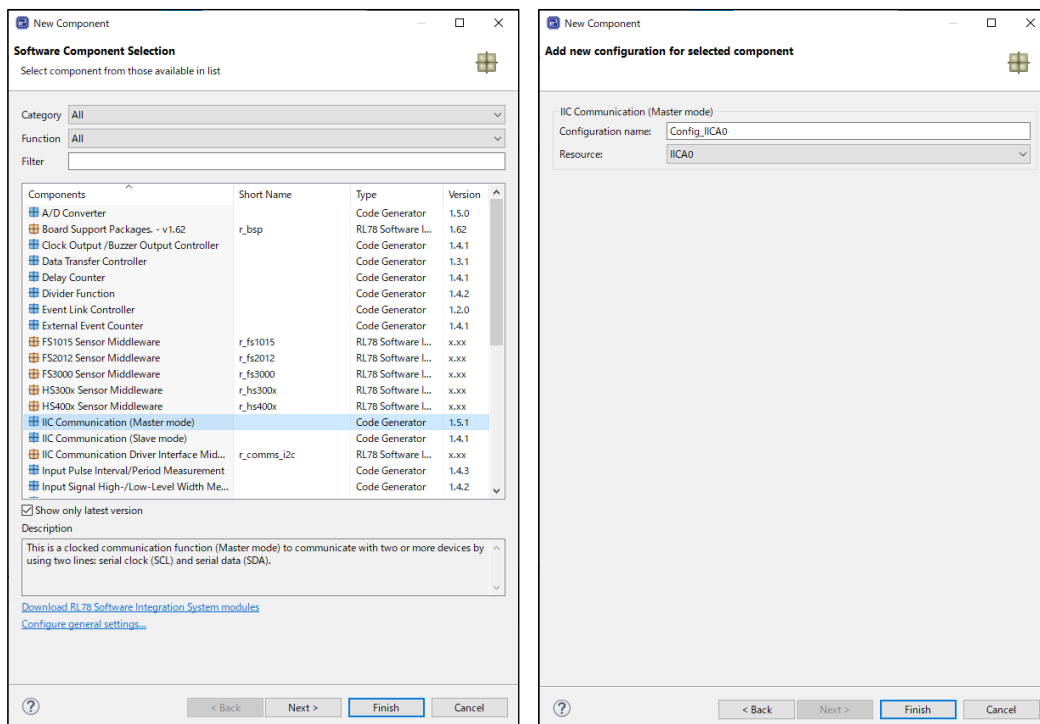 New Component
Software Component Selection
Select component from those available in list
Category All
Function All
Filter
Components Short Name Type Version
A/D Converter Code Generator 1.5.0
Board Support Packages. - v1.62 r_bsp RL78 Software I... 1.62
Clock Output /Buzzer Output Controller Code Generator 1.4.1
Data Transfer Controller Code Generator 1.3.1
Delay Counter Code Generator 1.4.1
Divider Function Code Generator 1.4.2
Event Link Controller Code Generator 1.2.0
External Event Counter Code Generator 1.4.1
FS1015 Sensor Middleware r_fs1015 RL78 Software I... x.xx
FS2012 Sensor Middleware r_fs2012 RL78 Software I... x.xx
FS3000 Sensor Middleware r_fs3000 RL78 Software I... x.xx
HS300x Sensor Middleware r_hs300x RL78 Software I... x.xx
HS400x Sensor Middleware r_hs400x RL78 Software I... x.xx
IIC Communication (Master mode) Code Generator 1.5.1
IIC Communication (Slave mode) Code Generator 1.4.1
IIC Communication Driver Interface Mid... r_comms_i2c RL78 Software I... x.xx
Input Pulse Interval/Period Measurement Code Generator 1.4.3
Input Signal High-/Low-Level Width Me... Code Generator 1.4.2
Show only latest version
Description
This is a clocked communication function (Master mode) to communicate with two or more devices by
using two lines: serial clock (SCL) and serial data (SDA).
Download RL78 Software Integration System modules
Configure general settings...
? < Back Next > Finish Cancel
New Component
Add new configuration for selected component
IIC Communication (Master mode)
Configuration name: Config_IICA0
Resource: IICA0
? < Back Next > Finish Cancel